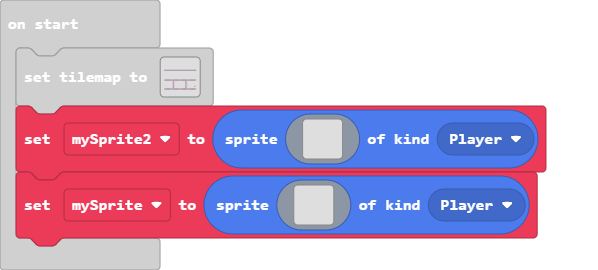 on start
set tilemap to
set mySprite2 to sprite of kind Player
set mySprite to sprite of kind Player